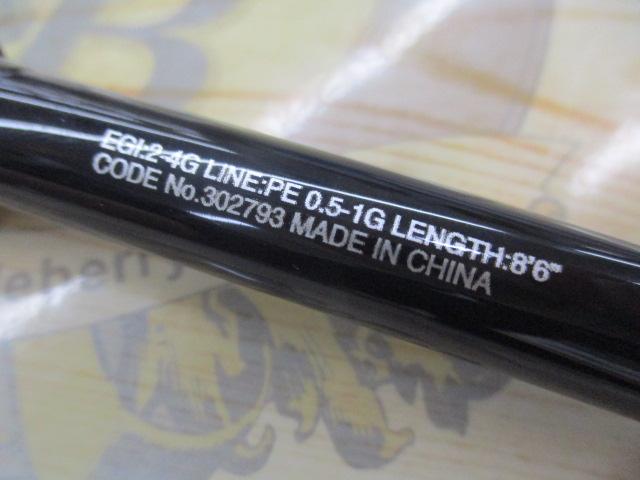 EGI:2-4G LINE:PE 0.5-1G LENGTH:8'6"
CODE No.302793 MADE IN CHINA